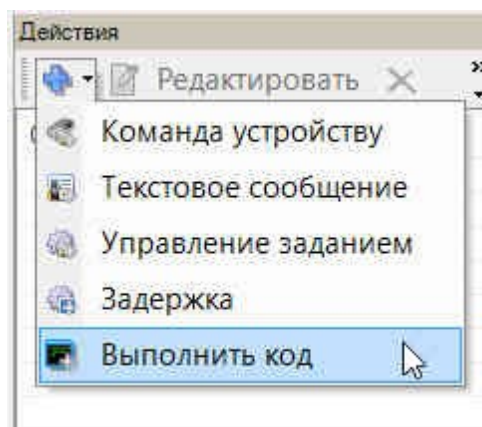 Действия
Редактировать
Команда устройству
Текстовое сообщение
Управление заданием
Задержка
Выполнить код